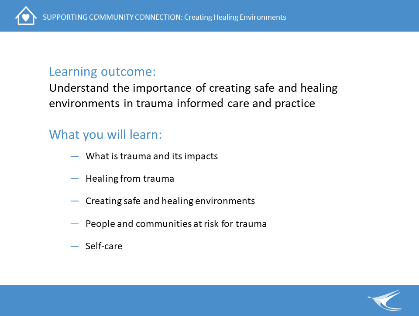 SUPPORTING COMMUNITY CONNECTION: Creating Healing Environments
Learning outcome:
Understand the importance of creating safe and healing
environments in trauma informed care and practice
What you will learn:
— What is trauma and its impacts
— Healing from trauma
— Creating safe and healing environments
— People and communities at risk for trauma
— Self-care